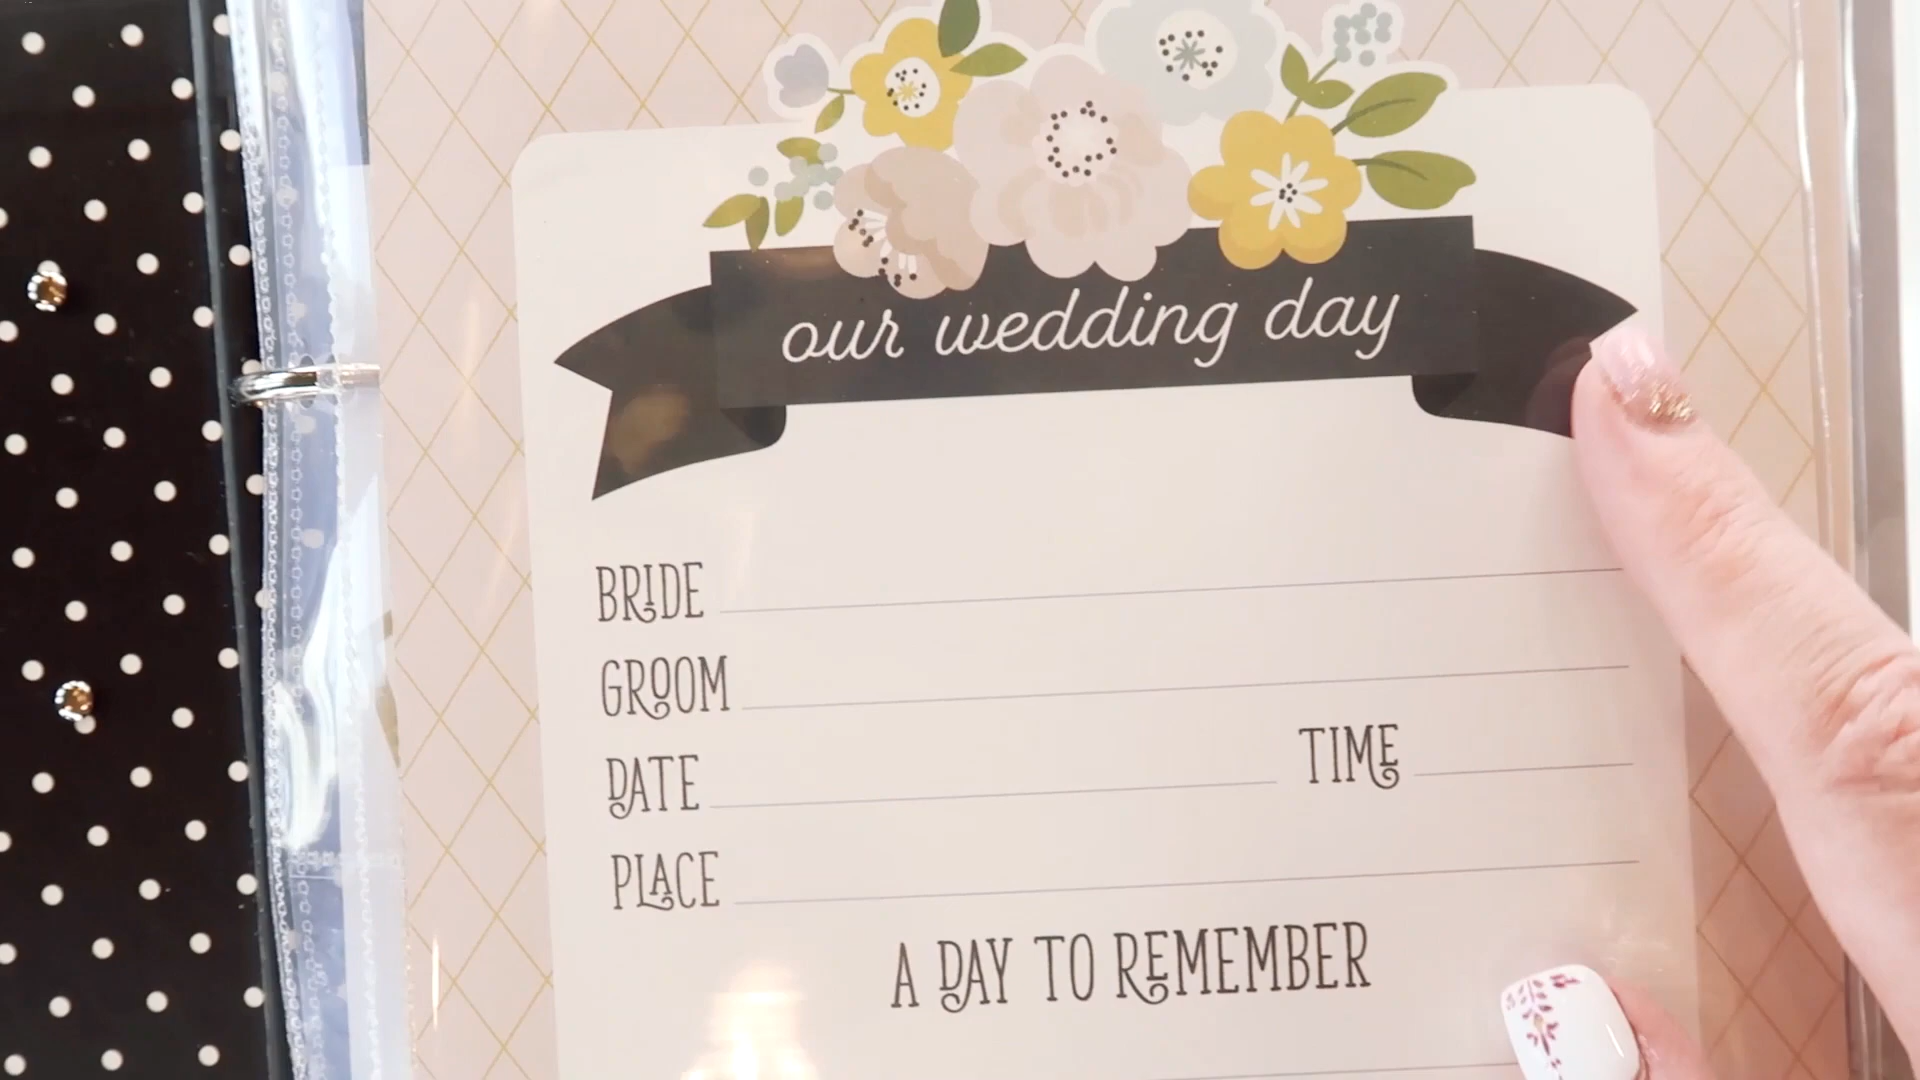 our wedding day
BRIDE
GROOM
DATE TIME
PLACE
A DAY TO REMEMBER